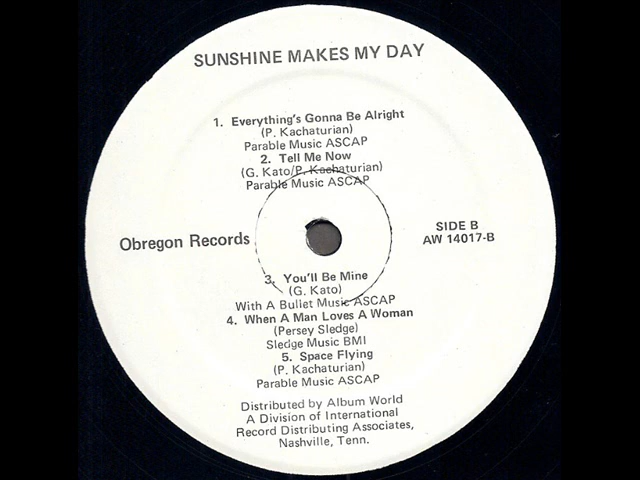 SUNSHINE MAKES MY DAY
1. Everything's Gonna Be Alright
(P. Kachaturian)
Parable Music ASCAP
2. Tell Me Now
(G. Kato/P. Kachaturian)
Parable Music ASCAP
Obregon Records
SIDE B
AW 14017-B
3. You'll Be Mine
(G. Kato)
With A Bullet Music ASCAP
4. When A Man Loves A Woman
(Persey Sledge)
Sledge Music BMI
5. Space Flying
(P. Kachaturian)
Parable Music ASCAP
Distributed by Album World
A Division of International
Record Distributing Associates,
Nashville, Tenn.